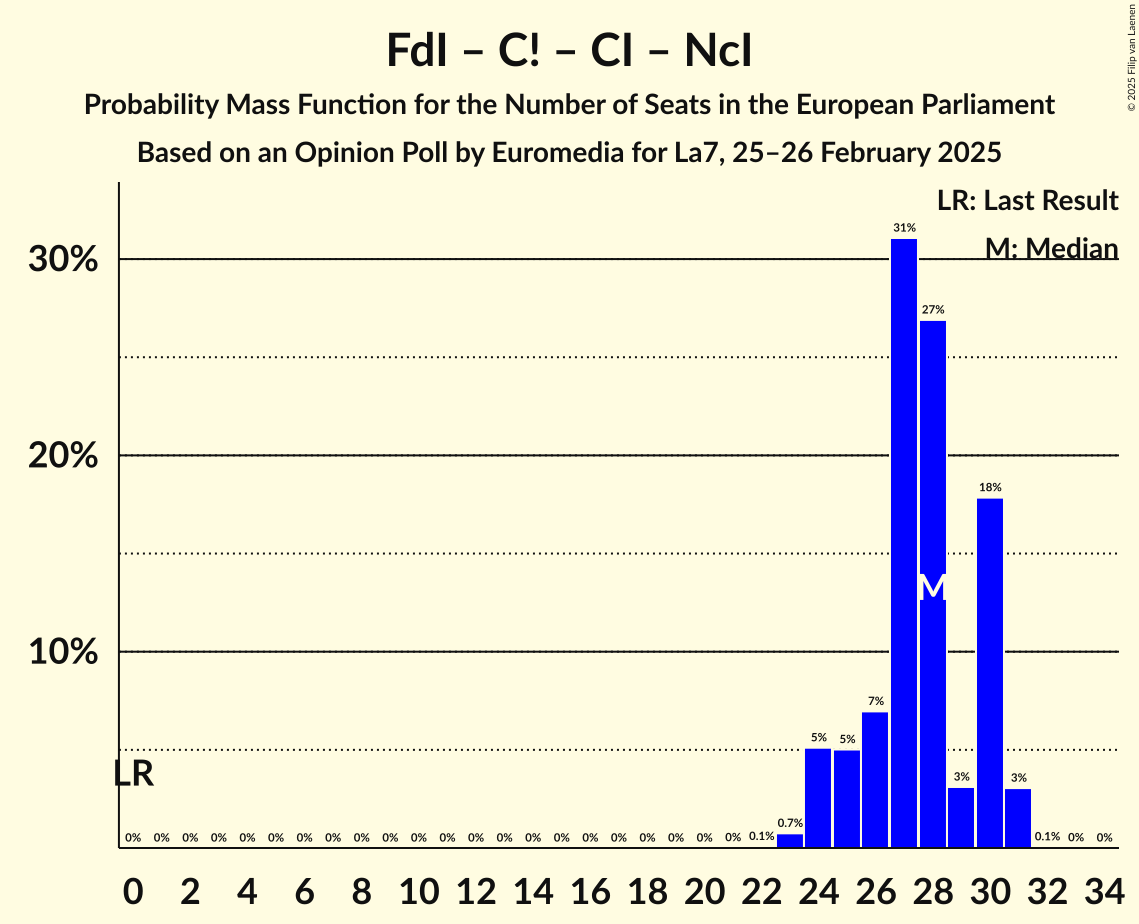 FdI – C! – CI – NcI
Probability Mass Function for the Number of Seats in the European Parliament
Based on an Opinion Poll by Euromedia for La7, 25–26 February 2025
© 2025 Filip van Laenen
LR: Last Result
M: Median
30%
20%
10%
31%
27%
18%
M
7%
5% 5%
3% 3%
LR
0% 0% 0% 0% 0% 0% 0% 0% 0% 0% 0% 0% 0% 0% 0% 0% 0% 0% 0% 0% 0% 0% 0.1% 0.7% 0.1% 0% 0%
0 2 4 6 8 10 12 14 16 18 20 22 24 26 28 30 32 34